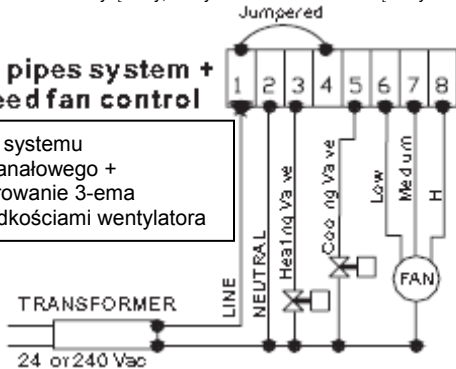 Jumpered
pipes system +
eed fan control
1 2 3 4 5 6 7 8
systemu
anałowego +
rowanie 3-ema
dkościami wentylatora
LINE
NEUTRAL
Heating Valve
Cooling Valve
Low
Medium
H
FAN
TRANSFORMER
24 or 240 Vac